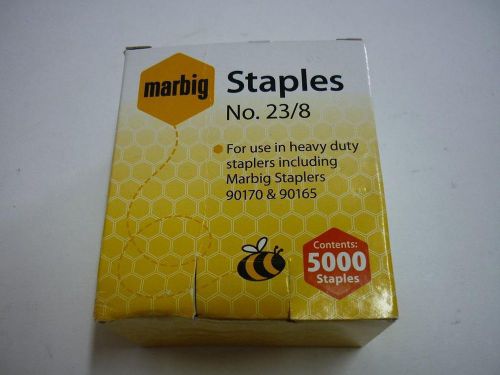 marbig
Staples
No. 23/8
For use in heavy duty
staplers including
Marbig Staplers
90170 & 90165
Contents:
5000
Staples